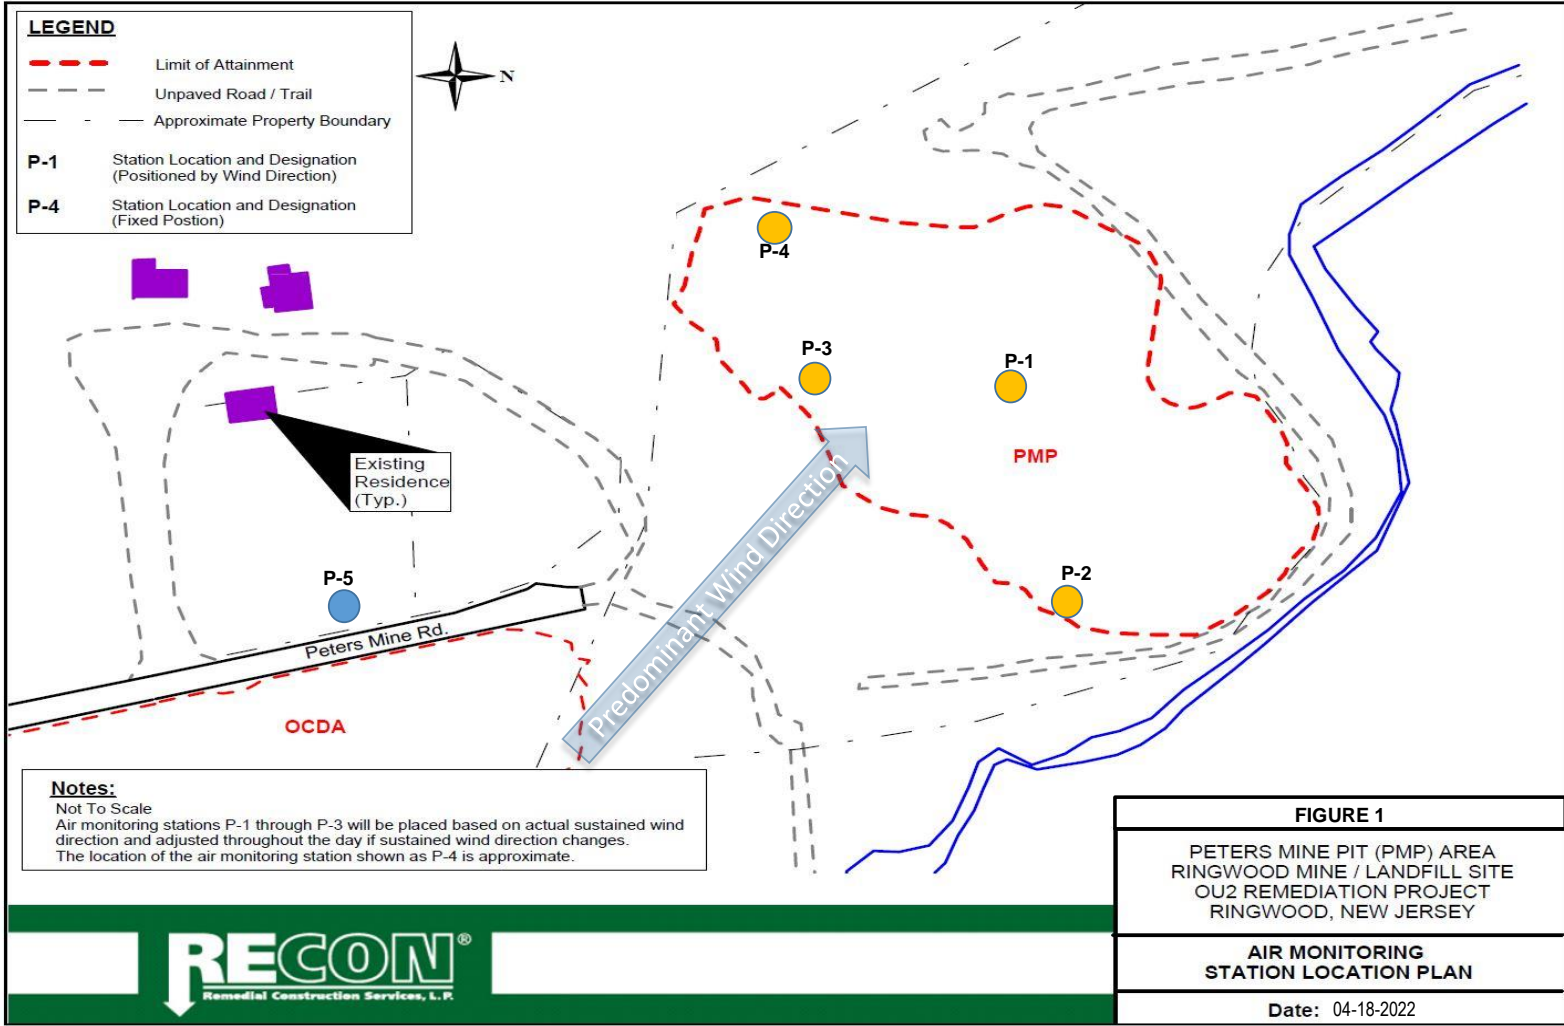 LEGEND
Limit of Attainment
Unpaved Road / Trail
Approximate Property Boundary
P-1 Station Location and Designation
(Positioned by Wind Direction)
P-4 Station Location and Designation
(Fixed Postion)
N
P-4
P-3
P-1
PMP
Existing
Residence
(Typ.)
Predominant Wind Direction
P-5
P-2
Peters Mine Rd.
OCDA
Notes:
Not To Scale
Air monitoring stations P-1 through P-3 will be placed based on actual sustained wind
direction and adjusted throughout the day if sustained wind direction changes.
The location of the air monitoring station shown as P-4 is approximate.
RECON®
Remedial Construction Services, L.P.
FIGURE 1
PETERS MINE PIT (PMP) AREA
RINGWOOD MINE / LANDFILL SITE
OU2 REMEDIATION PROJECT
RINGWOOD, NEW JERSEY
AIR MONITORING
STATION LOCATION PLAN
Date: 04-18-2022